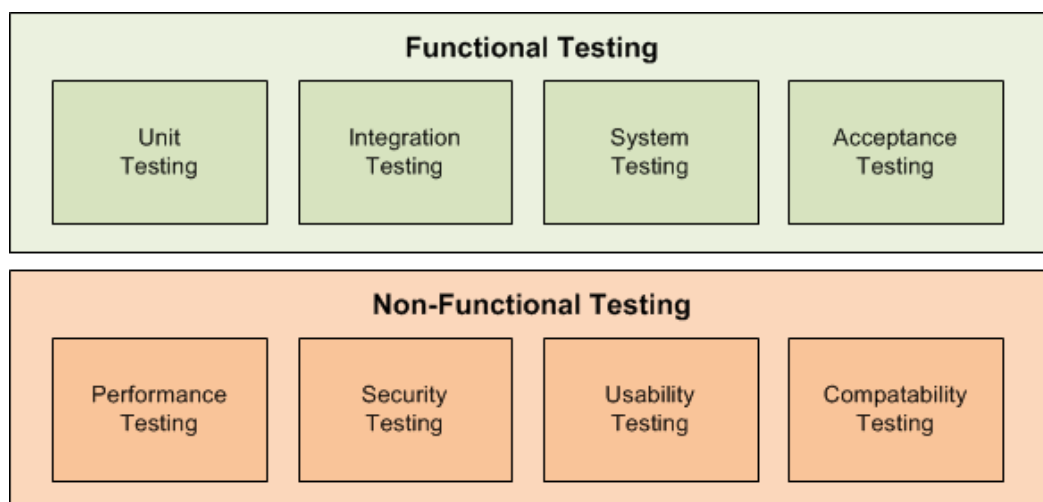 Functional Testing
Unit
Testing
Integration
Testing
System
Testing
Acceptance
Testing
Non-Functional Testing
Performance
Testing
Security
Testing
Usability
Testing
Compatability
Testing